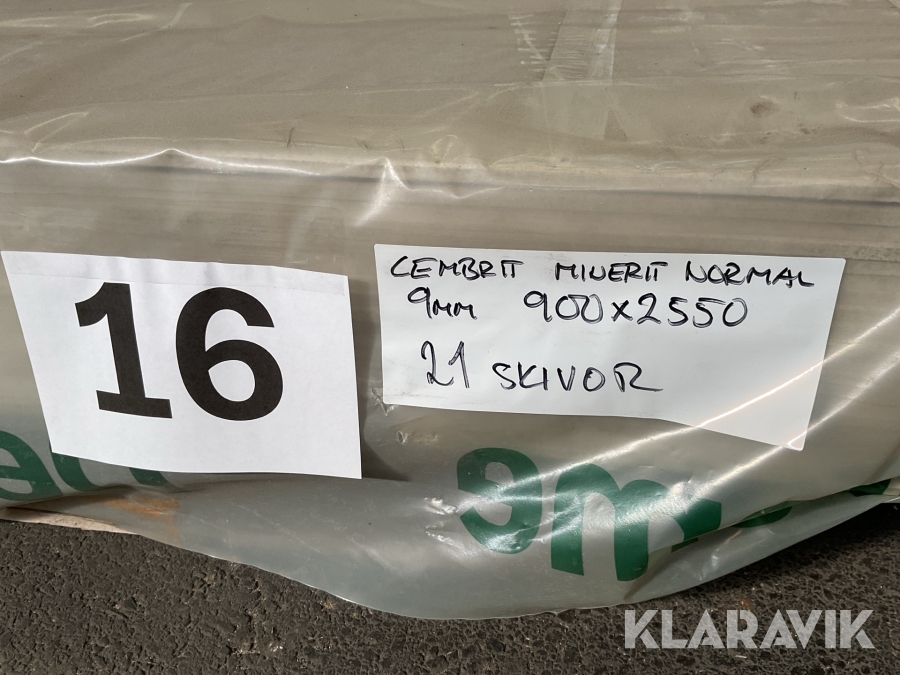 16
CEMBRIT MINERIT NORMAL
9mm 900x2550
21 SKIVOR
KLARAVIK